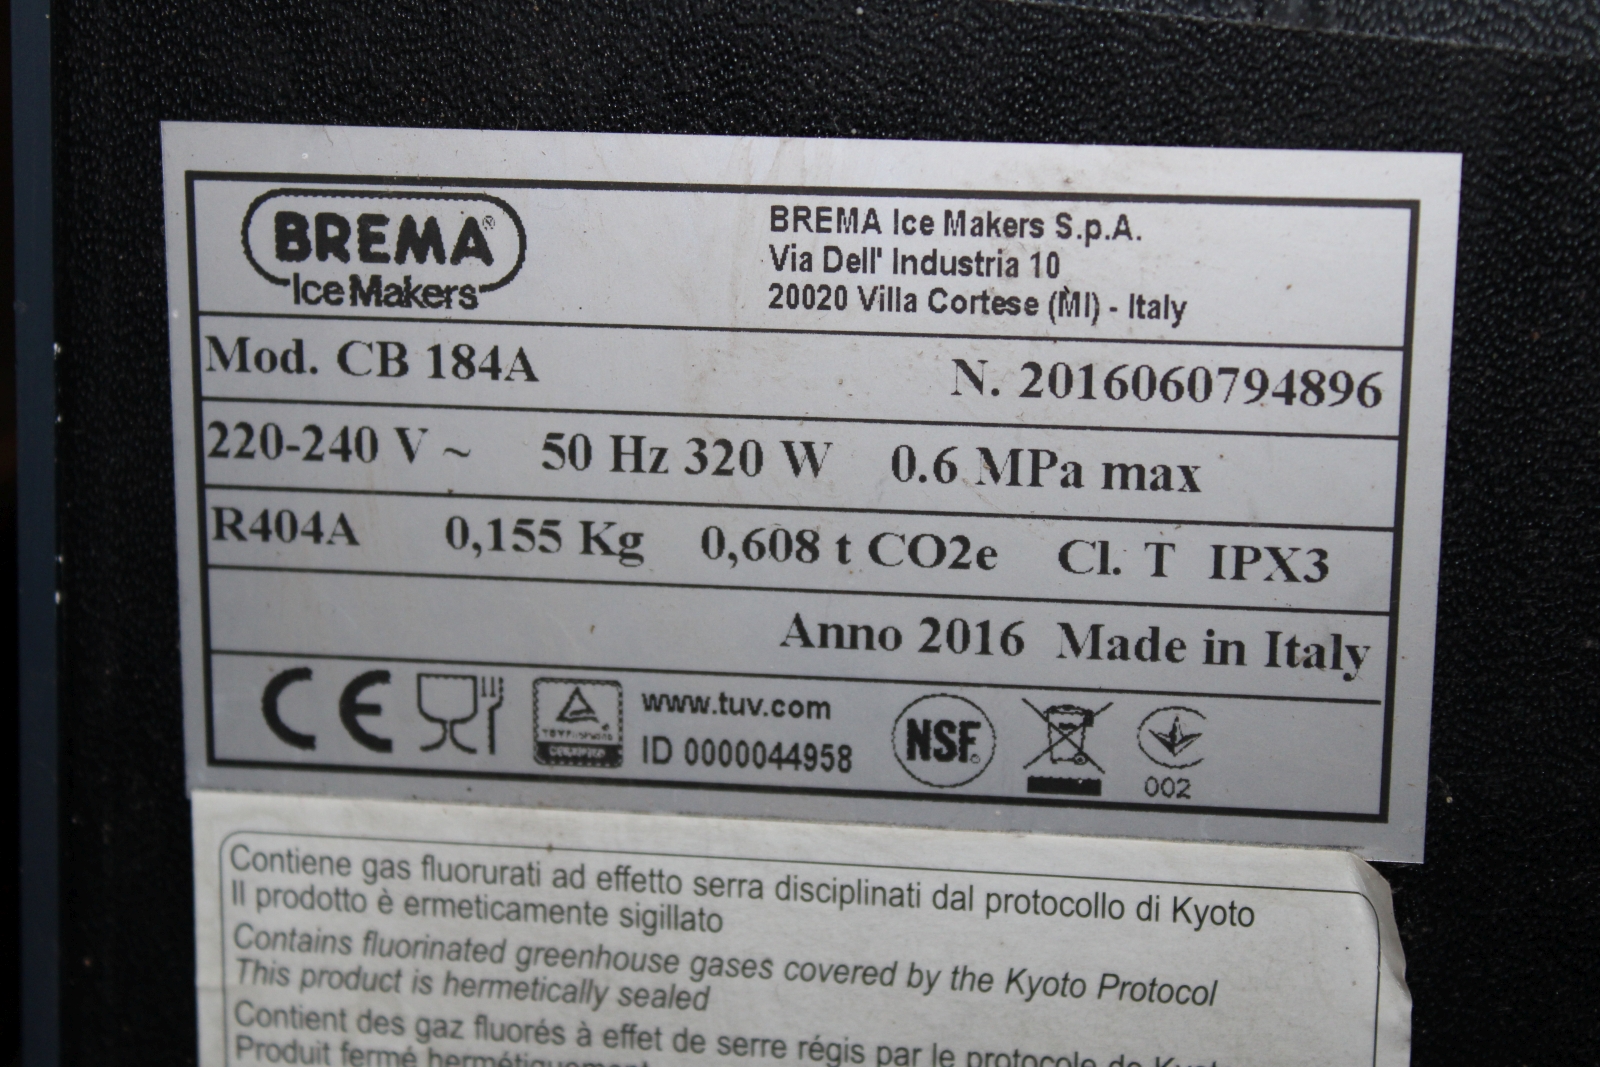 BREMA®
Ice Makers
BREMA Ice Makers S.p.A.
Via Dell' Industria 10
20020 Villa Cortese (MI) - Italy
Mod. CB 184A N. 2016060794896
220-240 V ~ 50 Hz 320 W 0.6 MPa max
R404A 0,155 Kg 0,608 t CO2e Cl. T IPX3
Anno 2016 Made in Italy
CE
www.tuv.com
ID 0000044958
NSF.
002
Contiene gas fluorurati ad effetto serra disciplinati dal protocollo di Kyoto
Il prodotto è ermeticamente sigillato
Contains fluorinated greenhouse gases covered by the Kyoto Protocol
This product is hermetically sealed
Contient des gaz fluorés à effet de serre régis par le protocole de
Produit fermé